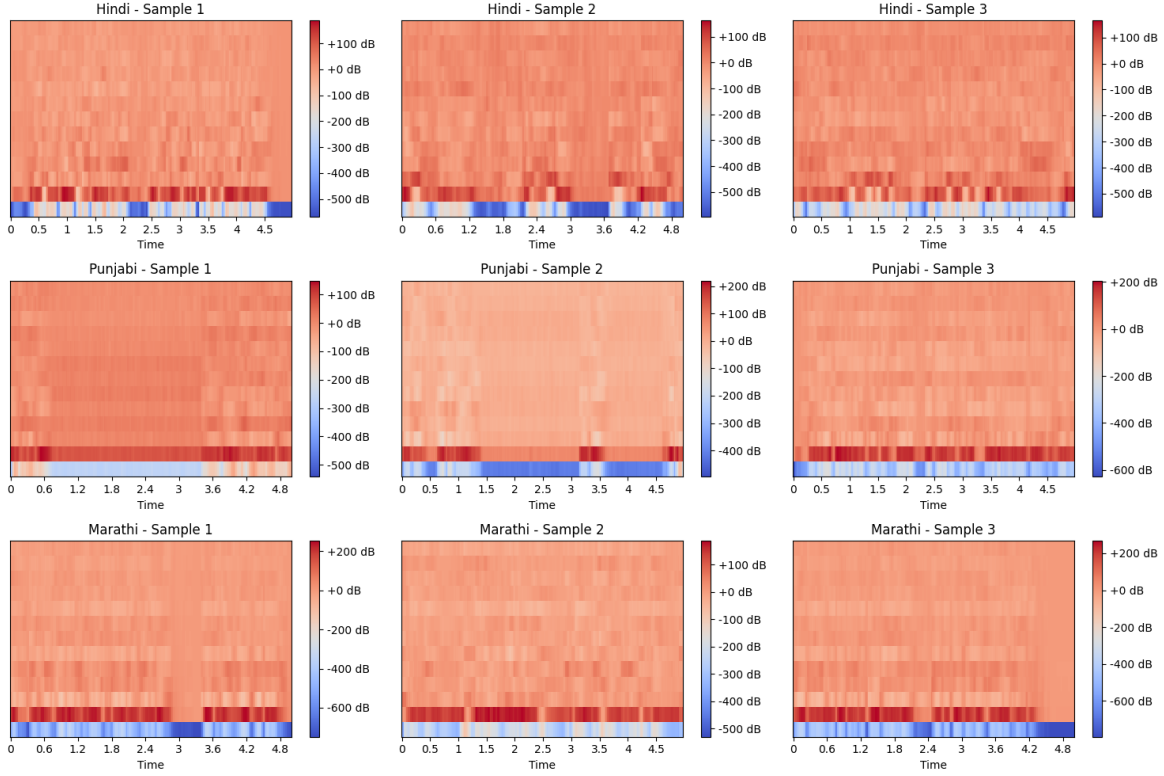 Hindi - Sample 1
+100 dB
+0 dB
-100 dB
-200 dB
-300 dB
-400 dB
-500 dB
0 0.5 1 1.5 2 2.5 3 3.5 4 4.5
Time
Hindi - Sample 2
+100 dB
+0 dB
-100 dB
-200 dB
-300 dB
-400 dB
-500 dB
0 0.6 1.2 1.8 2.4 3 3.6 4.2 4.8
Time
Hindi - Sample 3
+100 dB
+0 dB
-100 dB
-200 dB
-300 dB
-400 dB
-500 dB
0 0.5 1 1.5 2 2.5 3 3.5 4 4.5
Time
Punjabi - Sample 1
+100 dB
+0 dB
-100 dB
-200 dB
-300 dB
-400 dB
-500 dB
0 0.6 1.2 1.8 2.4 3 3.6 4.2 4.8
Time
Punjabi - Sample 2
+200 dB
+100 dB
+0 dB
-100 dB
-200 dB
-300 dB
-400 dB
0 0.5 1 1.5 2 2.5 3 3.5 4 4.5
Time
Punjabi - Sample 3
+200 dB
+0 dB
-200 dB
-400 dB
-600 dB
0 0.5 1 1.5 2 2.5 3 3.5 4 4.5
Time
Marathi - Sample 1
+200 dB
+0 dB
-200 dB
-400 dB
-600 dB
0 0.6 1.2 1.8 2.4 3 3.6 4.2 4.8
Time
Marathi - Sample 2
+100 dB
+0 dB
-100 dB
-200 dB
-300 dB
-400 dB
-500 dB
0 0.5 1 1.5 2 2.5 3 3.5 4 4.5
Time
Marathi - Sample 3
+200 dB
+0 dB
-200 dB
-400 dB
-600 dB
0 0.6 1.2 1.8 2.4 3 3.6 4.2 4.8
Time